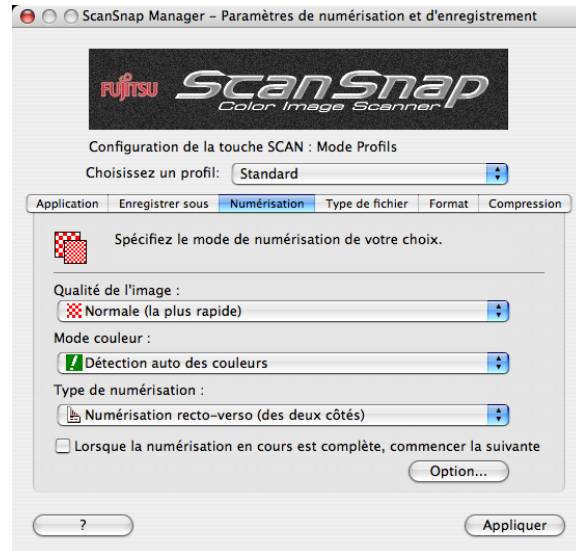 ScanSnap Manager – Paramètres de numérisation et d'enregistrement
FUJITSU ScanSnap
Color Image Scanner
Configuration de la touche SCAN : Mode Profils
Choisissez un profil: Standard
Application Enregistrer sous Numérisation Type de fichier Format Compression
Spécifiez le mode de numérisation de votre choix.
Qualité de l'image :
Normale (la plus rapide)
Mode couleur :
Détection auto des couleurs
Type de numérisation :
Numérisation recto-verso (des deux côtés)
Lorsque la numérisation en cours est complète, commencer la suivante
Option...
? Appliquer